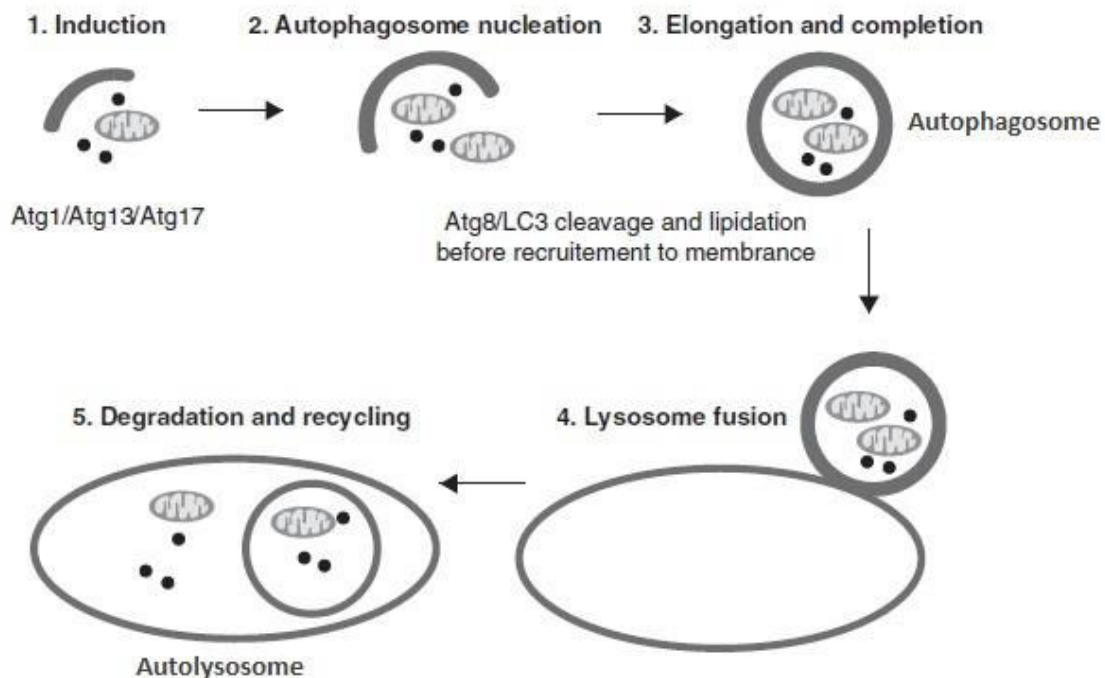 1. Induction
2. Autophagosome nucleation
3. Elongation and completion
Autophagosome
Atg1/Atg13/Atg17
Atg8/LC3 cleavage and lipidation
before recruitement to membrance
4. Lysosome fusion
5. Degradation and recycling
Autolysosome